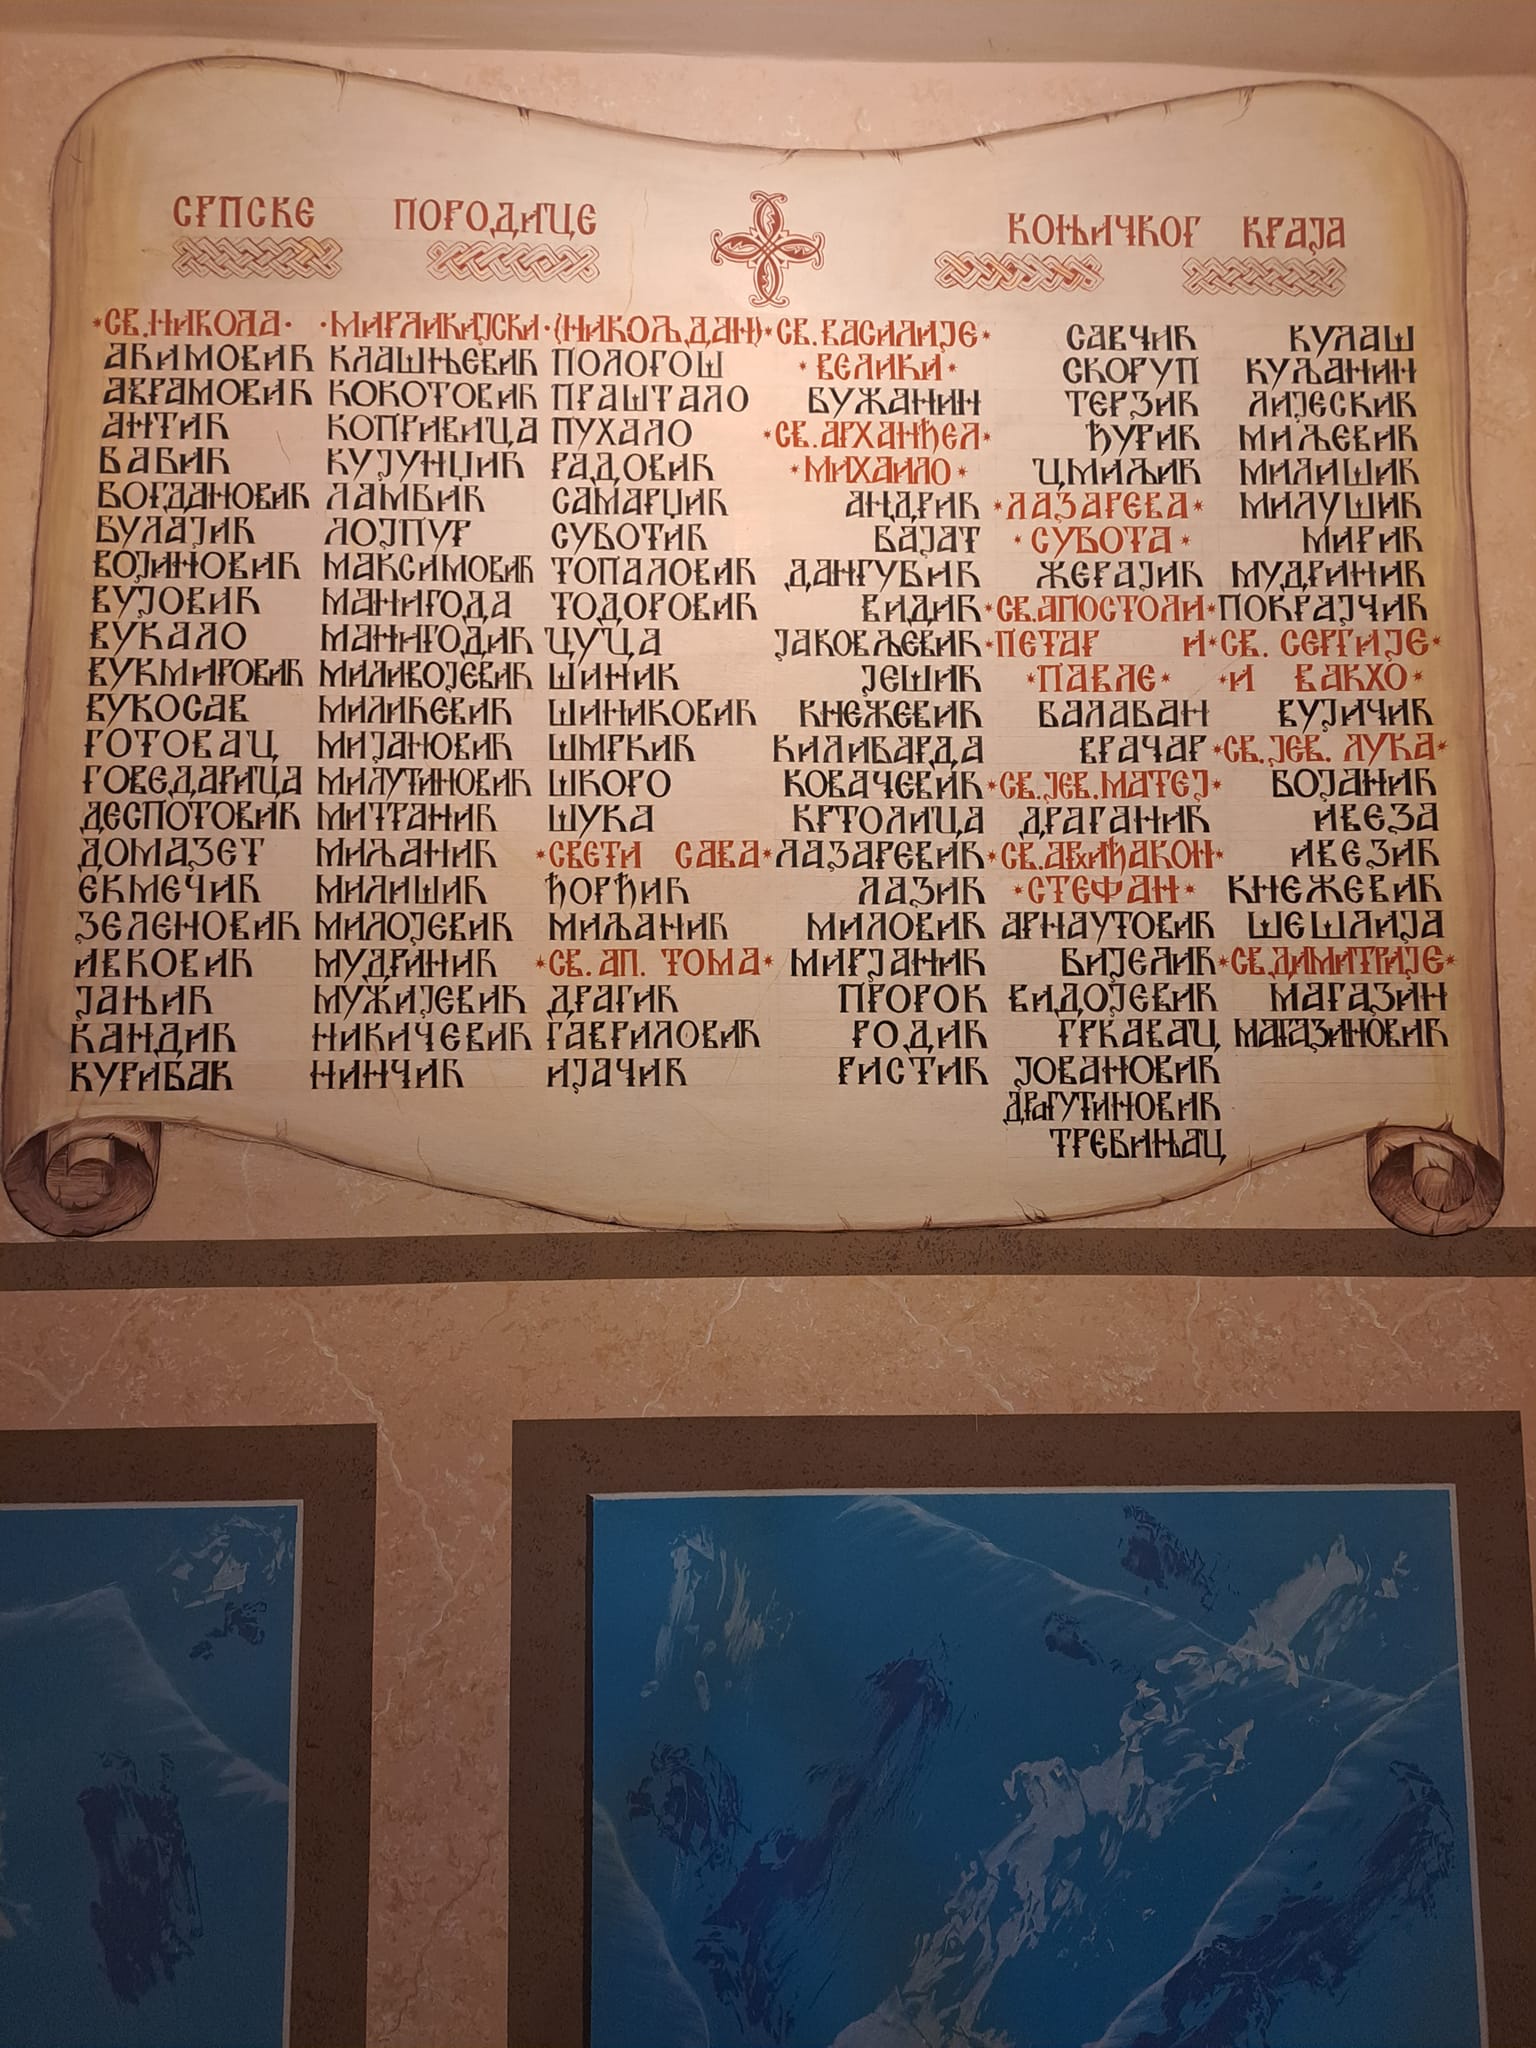 СРПСКЕ ПОРОДИЦЕ КОЊИЧКОГ КРАЈА
СВ. НИКОЛА МИРЛИКИЈСКИ (НИКОЉДАН)
АЋИМОВИЋ
АВРАМОВИЋ
АНТИЋ
БАБИЋ
БОГДАНОВИЋ
БУЛАЈИЋ
ВОЈИНОВИЋ
ВУЈОВИЋ
ВУКАЛО
ВУКМИРОВИЋ
ВУКОСАВ
ГОТОВАЦ
ГОВЕДАРИЦА
ДЕСПОТОВИЋ
ДОМАЗЕТ
ЕКМЕЧИЋ
ЗЕЛЕНОВИЋ
ИВКОВИЋ
ЈАЊИЋ
КАНДИЋ
КУРИБАК
КЛАШЊЕВИЋ
КОКОТОВИЋ
КОПРИВИЦА
КУЈУНЏИЋ
ЛАМБИЋ
ЛОЈПУР
МАКСИМОВИЋ
МАНИГОДА
МАНИГОДИЋ
МИЛИВОЈЕВИЋ
МИЛИЋЕВИЋ
МИЈАНОВИЋ
МИЛУТИНОВИЋ
МИТРАНИЋ
МИЉАНИЋ
МИЛИШИЋ
МИЛОЈЕВИЋ
МУДРИНИЋ
МУЖИЈЕВИЋ
НИКИЧЕВИЋ
НИНЧИЋ
ПОЛОГОШ
ПРАШТАЛО
ПУХАЛО
РАДОВИЋ
САМАРЏИЋ
СУБОТИЋ
ТОПАЛОВИЋ
ТОДОРОВИЋ
ЦУЦА
ШИНИК
ШИНИКОВИЋ
ШМРКИЋ
ШКОРО
ШУКА
СВЕТИ САВА
ЂОРЂИЋ
МИЉАНИЋ
СВ. АП. ТОМА
ДРАГИЋ
ГАВРИЛОВИЋ
ИЈАЧИЋ
СВ. ВАСИЛИЈЕ
ВЕЛИКИ
БУЖАНИН
СВ. АРХАНЂЕЛ
МИХАИЛО
АНДРИЋ
БАЈАТ
ДАНГУБИЋ
ВИДИЋ
ЈАКОВЉЕВИЋ
ЈЕШИЋ
КНЕЖЕВИЋ
КИЛИБАРДА
КОВАЧЕВИЋ
КРТОЛИЦА
ЛАЗАРЕВИЋ
ЛАЗИЋ
МИЛОВИЋ
МИРЈАНИЋ
ПРОРОК
РОДИЋ
РИСТИЋ
САВЧИЋ
СКОРУП
ТЕРЗИЋ
ЂУРИЋ
ЦМИЉИЋ
ЛАЗАРЕВА
СУБОТА
ЖЕРАЈИЋ
СВ. АПОСТОЛИ
ПЕТАР И
ПАВЛЕ
БАЛАБАН
ВРАЧАР
СВ. ЈЕВ. МАТЕЈ
ДРАГАНИЋ
СВ. АРХИЂАКОН
СТЕФАН
АРНАУТОВИЋ
БИЈЕЛИЋ
ВИДОЈЕВИЋ
ГРКАВАЦ
ЈОВАНОВИЋ
ДРАГУТИНОВИЋ
ТРЕБИЊАЦ
КУЛАШ
КУЉАНИН
ЛИЈЕСКИЋ
МИЉЕВИЋ
МИЛИШИЋ
МИЛУШИЋ
МИРИЋ
МУДРИНИЋ
ПОКРАЈЧИЋ
СВ. СЕРГИЈЕ
И ВАКХО
ВУЈИЧИЋ
СВ. ЈЕВ. ЛУКА
БОЈАНИЋ
ИВЕЗА
ИВЕЗИЋ
КНЕЖЕВИЋ
ШЕШЛИЈА
СВ. ДИМИТРИЈЕ
МАГАЗИН
МАГАЗИНОВИЋ